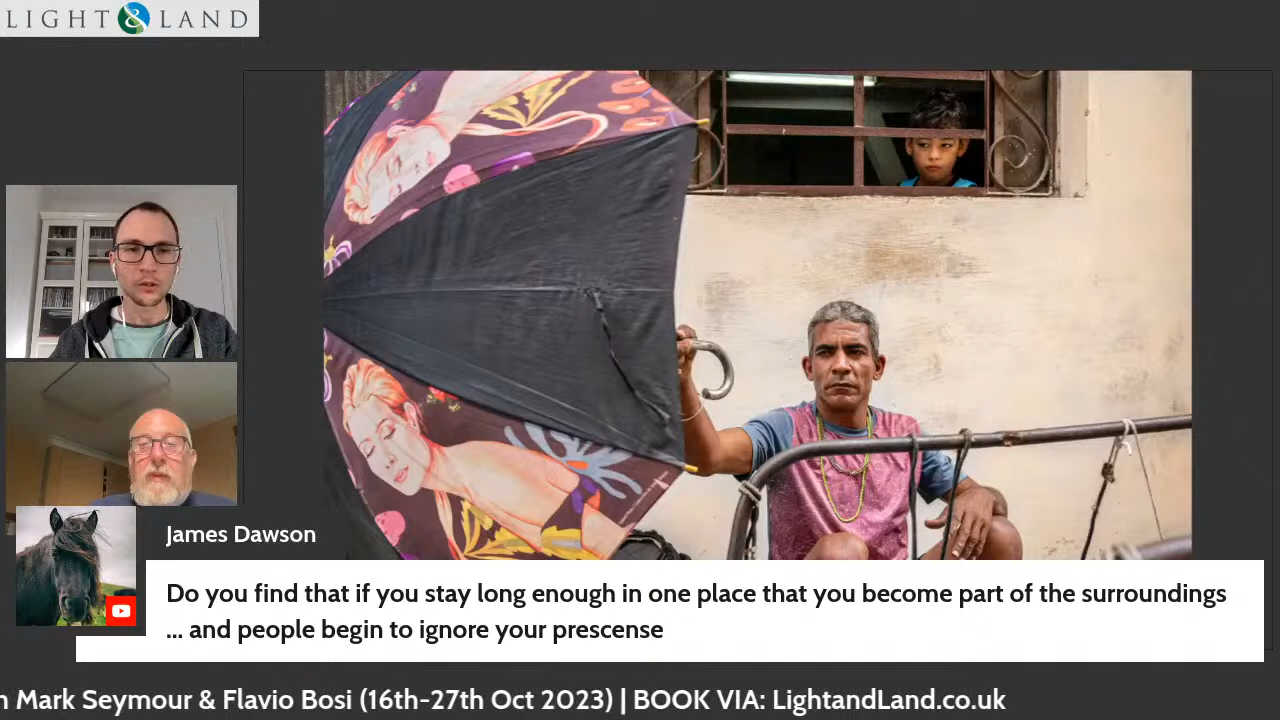 LIGHT & LAND
James Dawson
Do you find that if you stay long enough in one place that you become part of the surroundings
... and people begin to ignore your prescense
Mark Seymour & Flavio Bosi (16th-27th Oct 2023) | BOOK VIA: LightandLand.co.uk